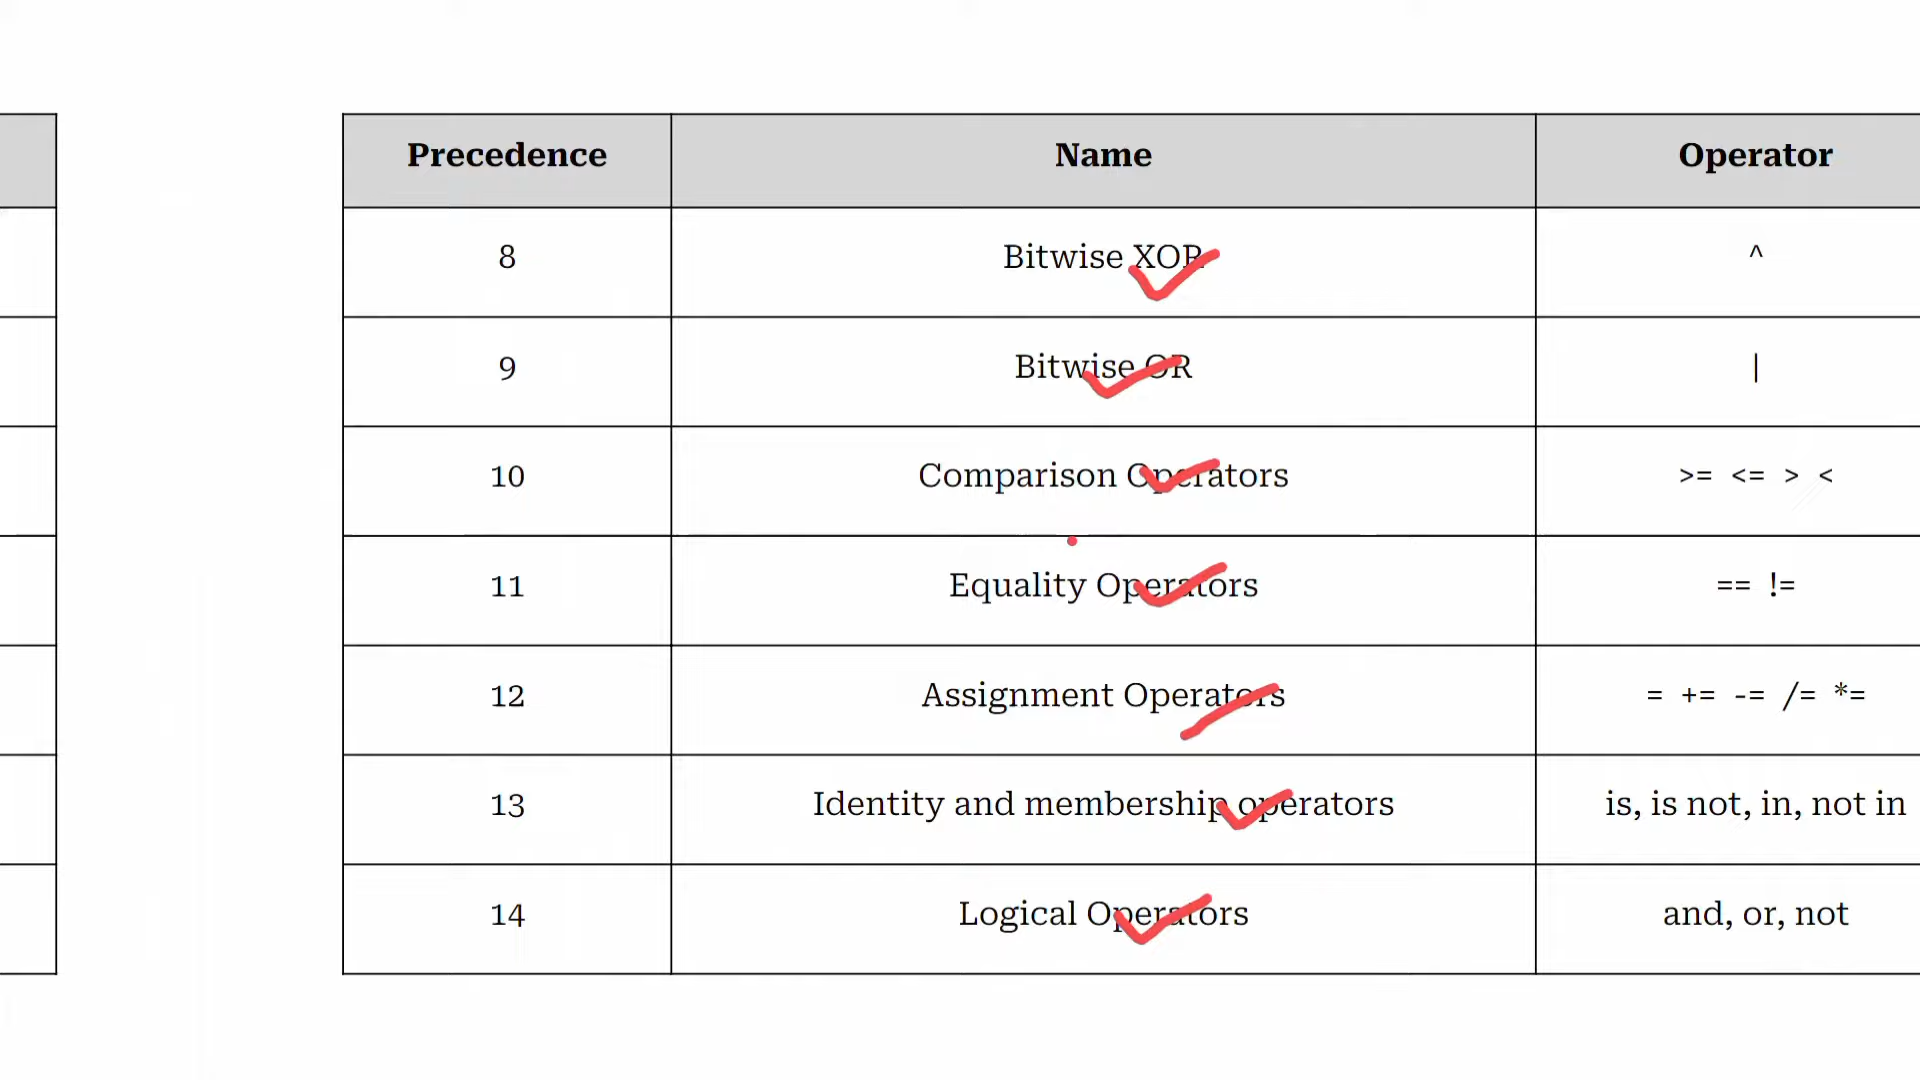 Precedence Name Operator
8 Bitwise XOR ^
9 Bitwise OR |
10 Comparison Operators >= <= > <
11 Equality Operators == !=
12 Assignment Operators = += -= /= *=
13 Identity and membership operators is, is not, in, not in
14 Logical Operators and, or, not